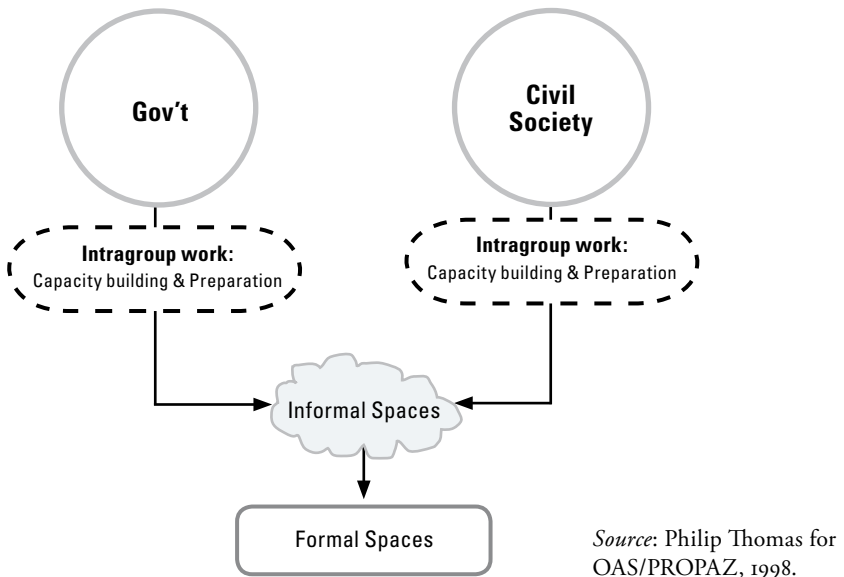 Gov't
Civil
Society
Intragroup work:
Capacity building & Preparation
Intragroup work:
Capacity building & Preparation
Informal Spaces
Formal Spaces
Source: Philip Thomas for
OAS/PROPAZ, 1998.